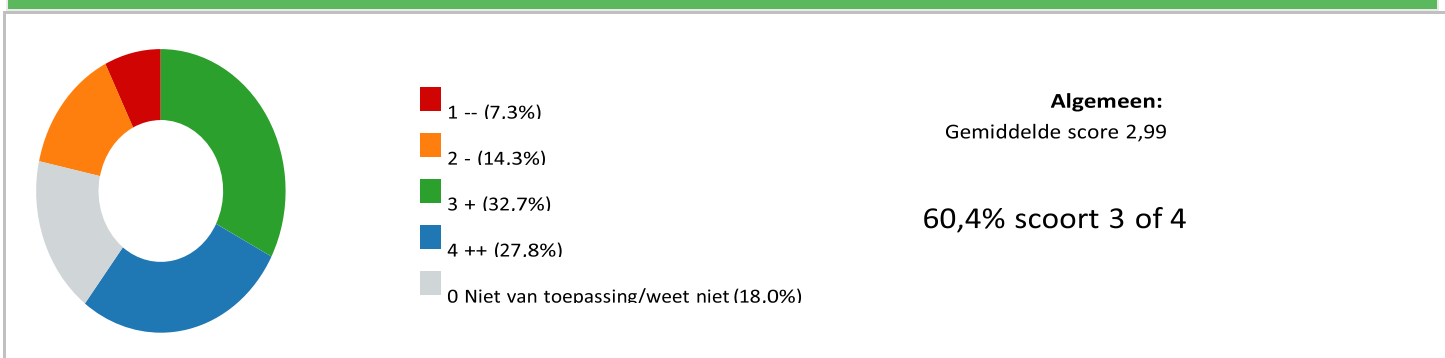 1 -- (7.3%)
2 - (14.3%)
3 + (32.7%)
4 ++ (27.8%)
0 Niet van toepassing/weet niet (18.0%)
Algemeen:
Gemiddelde score 2,99
60,4% scoort 3 of 4